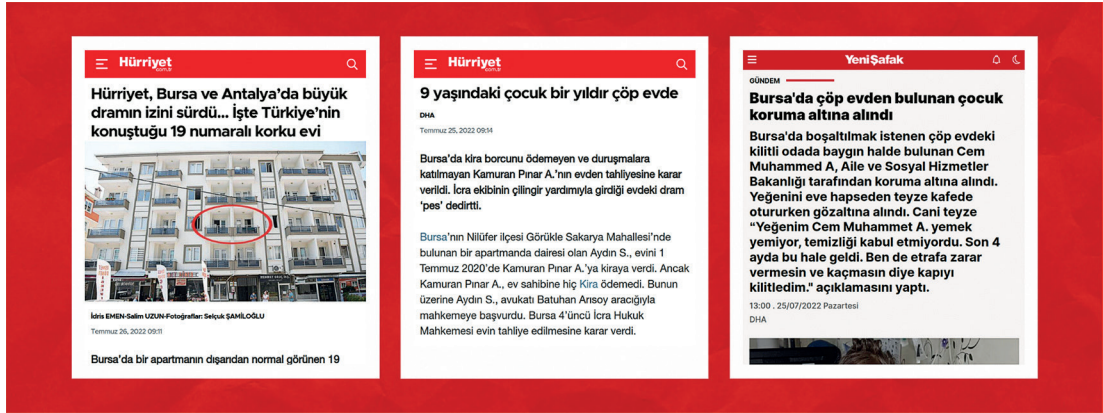 Hürriyet
com.tr
Hürriyet, Bursa ve Antalya’da büyük
dramın izini sürdü... İşte Türkiye’nin
konuştuğu 19 numaralı korku evi
İdris EMEN-Salim UZUN-Fotoğraflar: Selçuk ŞAMİLOĞLU
Temmuz 26, 2022 09:11
Bursa’da bir apartmanın dışarıdan normal görünen 19
Hürriyet
com.tr
9 yaşındaki çocuk bir yıldır çöp evde
DHA
Temmuz 25, 2022 09:14
Bursa’da kira borcunu ödemeyen ve duruşmalara
katılmayan Kamuran Pınar A.’nın evden tahliyesine karar
verildi. İcra ekibinin çilingir yardımıyla girdiği evdeki dram
‘pes’ dedirtti.
Bursa’nın Nilüfer ilçesi Görükle Sakarya Mahallesi’nde
bulunan bir apartmanda dairesi olan Aydın S., evini 1
Temmuz 2020’de Kamuran Pınar A.’ya kiraya verdi. Ancak
Kamuran Pınar A., ev sahibine hiç Kira ödemedi. Bunun
üzerine Aydın S., avukatı Batuhan Arısoy aracığıyla
mahkemeye başvurdu. Bursa 4’üncü İcra Hukuk
Mahkemesi evin tahliye edilmesine karar verdi.
YeniŞafak
GÜNDEM
Bursa'da çöp evden bulunan çocuk
koruma altına alındı
Bursa'da boşaltılmak istenen çöp evdeki
kilitli odada baygın halde bulunan Cem
Muhammed A, Aile ve Sosyal Hizmetler
Bakanlığı tarafından koruma altına alındı.
Yeğenini eve hapseden teyze kafede
otururken gözaltına alındı. Cani teyze
“Yeğenim Cem Muhammet A. yemek
yemiyor, temizliği kabul etmiyordu. Son 4
ayda bu hale geldi. Ben de etrafa zarar
vermesin ve kaçmasın diye kapıyı
kilitledim." açıklamasını yaptı.
13:00 . 25/07/2022 Pazartesi
DHA